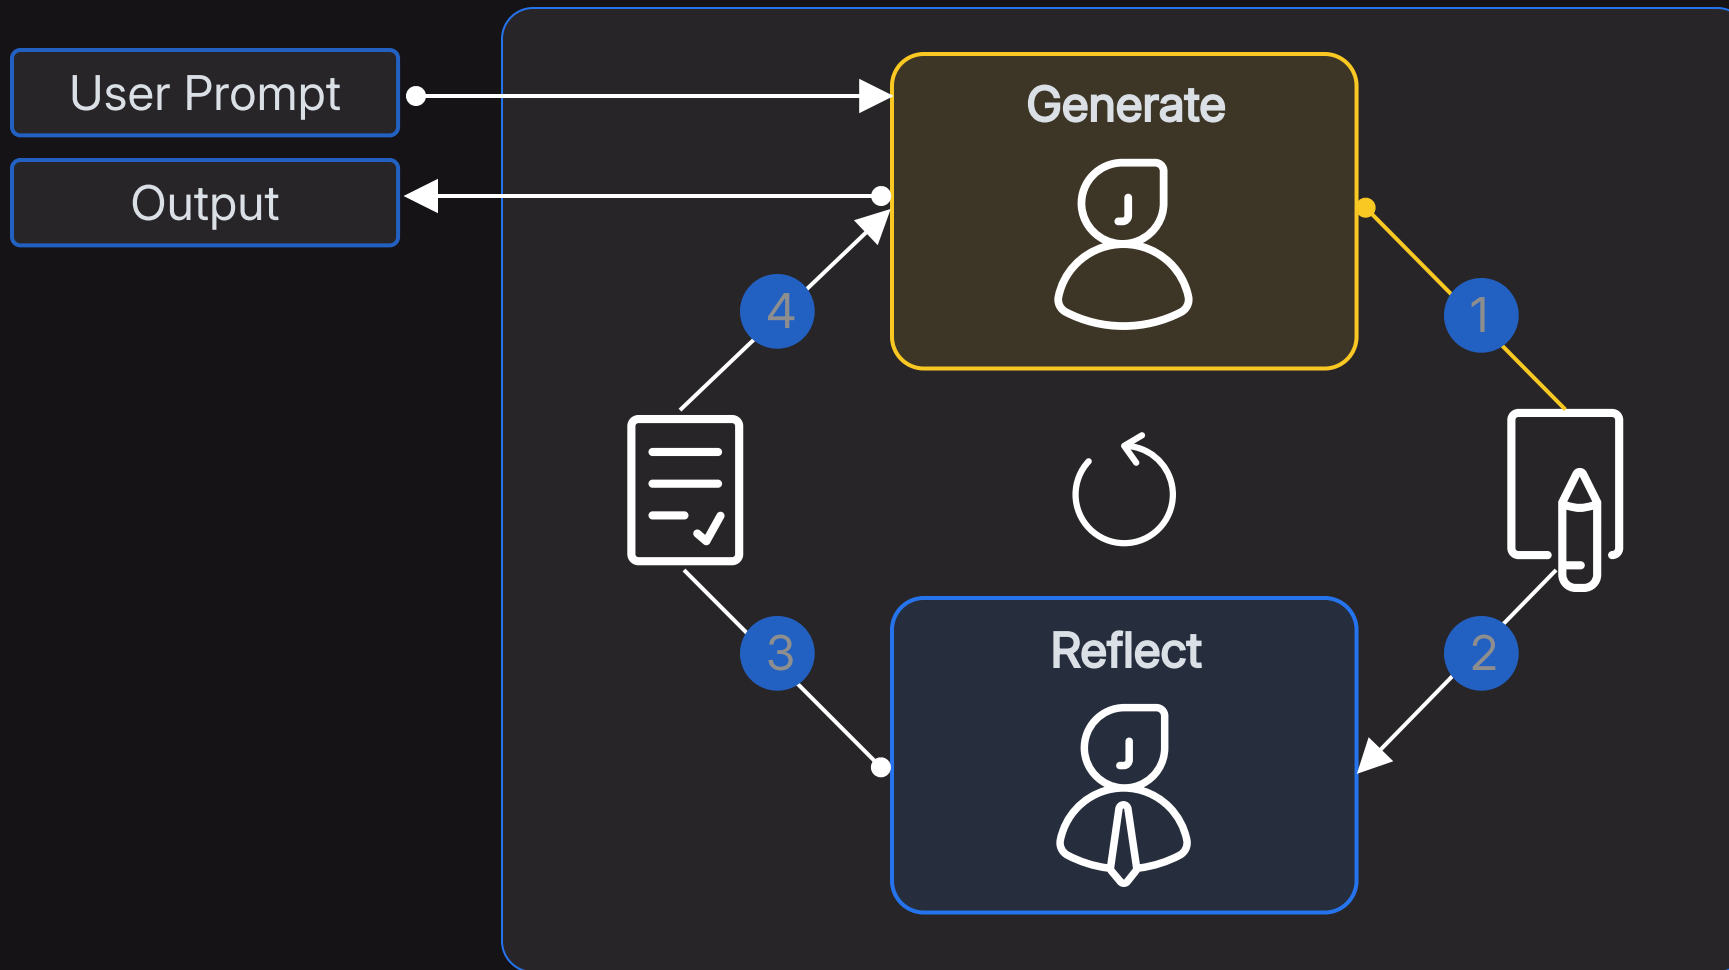 User Prompt
Generate
Output
4
1
3
Reflect
2